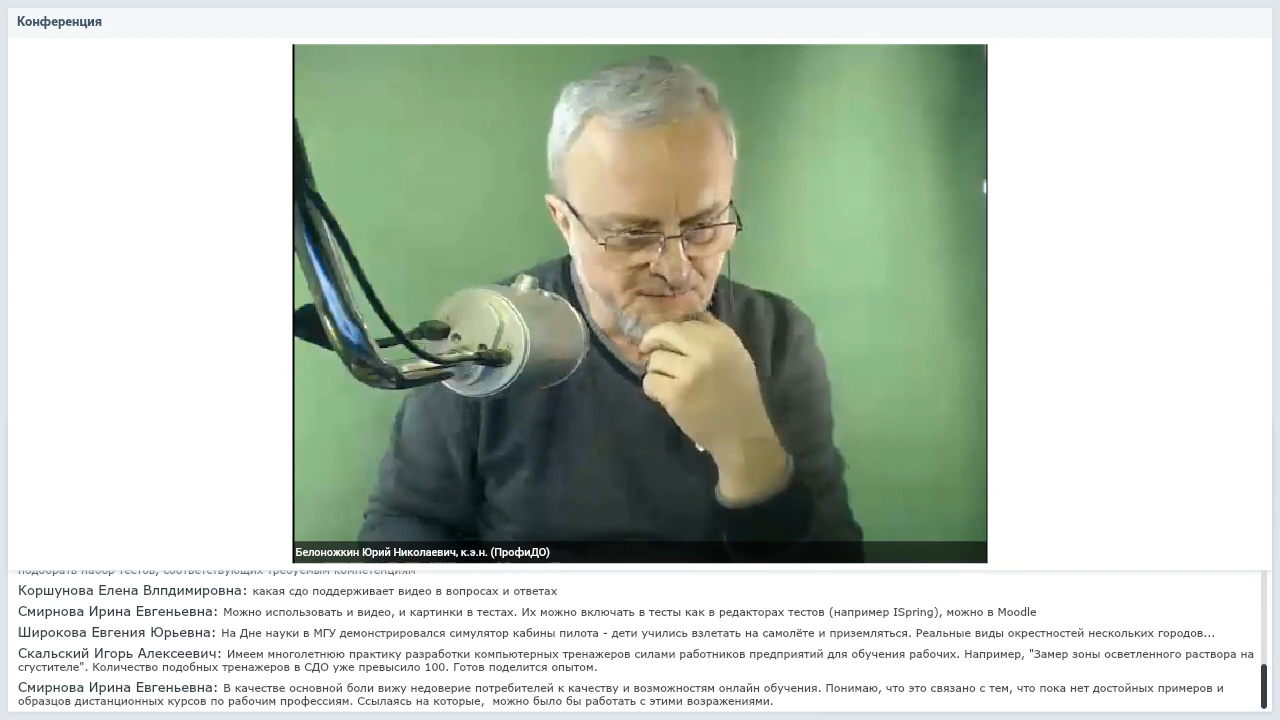 Конференция
Белоножкин Юрий Николаевич, к.э.н. (ПрофиДО)
подобрать набор тестов, соответствующих требуемым компетенциям
Коршунова Елена Влпдимировна: какая сдо поддерживает видео в вопросах и ответах
Смирнова Ирина Евгеньевна: Можно использовать и видео, и картинки в тестах. Их можно включать в тесты как в редакторах тестов (например ISpring), можно в Moodle
Широкова Евгения Юрьевна: На Дне науки в МГУ демонстрировался симулятор кабины пилота - дети учились взлетать на самолёте и приземляться. Реальные виды окрестностей нескольких городов...
Скальский Игорь Алексеевич: Имеем многолетнюю практику разработки компьютерных тренажеров силами работников предприятий для обучения рабочих. Например, "Замер зоны осветленного раствора на
сгустителе". Количество подобных тренажеров в СДО уже превысило 100. Готов поделится опытом.
Смирнова Ирина Евгеньевна: В качестве основной боли вижу недоверие потребителей к качеству и возможностям онлайн обучения. Понимаю, что это связано с тем, что пока нет достойных примеров и
образцов дистанционных курсов по рабочим профессиям. Ссылаясь на которые, можно было бы работать с этими возражениями.